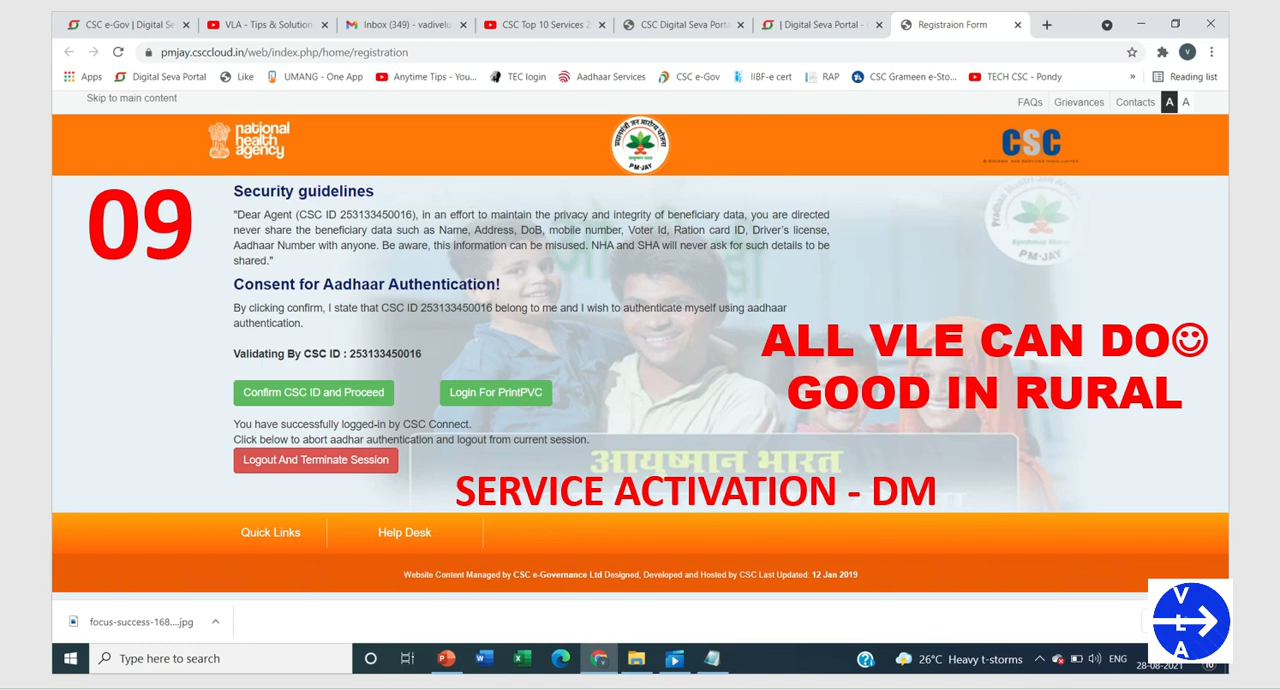 CSC e-Gov | Digital Se
VLA - Tips & Solution
Inbox (349) - vadivelu
CSC Top 10 Services 2
CSC Digital Seva Porta
| Digital Seva Portal -
Registraion Form
pmjay.csccloud.in/web/index.php/home/registration
V
Apps
Digital Seva Portal
Like
UMANG - One App
Anytime Tips - You...
TEC login
Aadhaar Services
CSC e-Gov
IIBF-e cert
RAP
CSC Grameen e-Sto...
TECH CSC - Pondy
»
Reading list
Skip to main content
FAQs
Grievances
Contacts
A
A
national
health
agency
PM-JAY
CSC
09
Security guidelines
"Dear Agent (CSC ID 253133450016), in an effort to maintain the privacy and integrity of beneficiary data, you are directed
never share the beneficiary data such as Name, Address, DoB, mobile number, Voter Id, Ration card ID, Driver's license,
Aadhaar Number with anyone. Be aware, this information can be misused. NHA and SHA will never ask for such details to be
shared."
PM-JAY
Consent for Aadhaar Authentication!
By clicking confirm, I state that CSC ID 253133450016 belong to me and I wish to authenticate myself using aadhaar
authentication.
ALL VLE CAN DO☺
GOOD IN RURAL
Validating By CSC ID : 253133450016
Confirm CSC ID and Proceed
Login For PrintPVC
You have successfully logged-in by CSC Connect.
Click below to abort aadhar authentication and logout from current session.
Logout And Terminate Session
आयुष्मान भारत
SERVICE ACTIVATION - DM
Quick Links
Help Desk
Website Content Managed by CSC e-Governance Ltd Designed, Developed and Hosted by CSC Last Updated: 12 Jan 2019
focus-success-168....jpg
V
L
A
Type here to search
26°C Heavy t-storms
ENG
28-08-2021